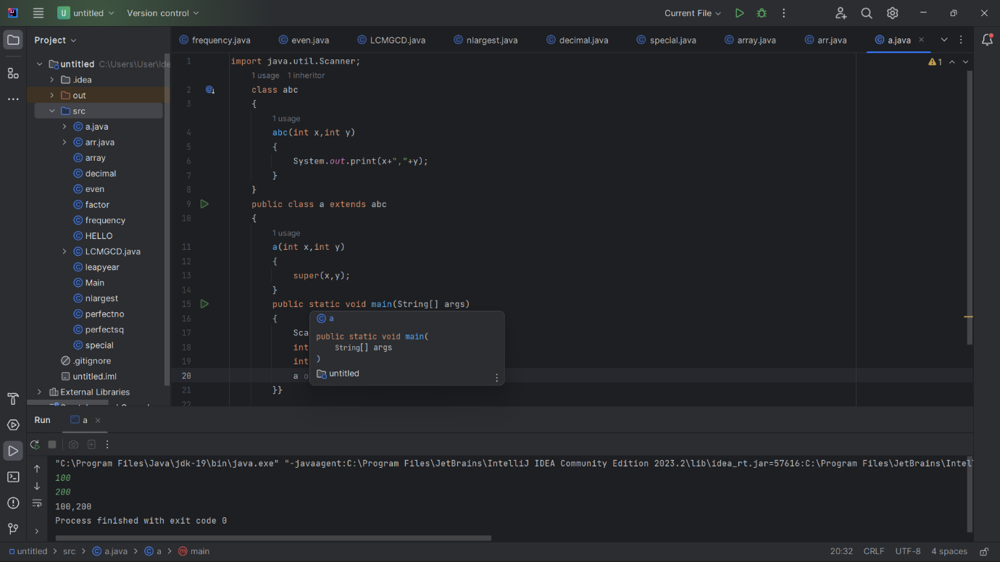 U untitled Version control Current File
Project
frequency.java even.java LCMGCD.java nlargest.java decimal.java special.java array.java arr.java a.java
untitled C:\Users\User\Ide
.idea
out
src
a.java
arr.java
array
decimal
even
factor
frequency
HELLO
LCMGCD.java
leapyear
Main
nlargest
perfectno
perfectsq
special
.gitignore
untitled.iml
External Libraries
1 import java.util.Scanner;
1 usage 1 inheritor
2 class abc
3 {
1 usage
4 abc(int x,int y)
5 {
6 System.out.print(x+","+y);
7 }
8 }
9 public class a extends abc
10 {
1 usage
11 a(int x,int y)
12 {
13 super(x,y);
14 }
15 public static void main(String[] args)
16 {
17 Sca
18 int
19 int
20 a o
21 }}
22
1
a
public static void main(
String[] args
)
untitled
Run a
"C:\Program Files\Java\jdk-19\bin\java.exe" "-javaagent:C:\Program Files\JetBrains\IntelliJ IDEA Community Edition 2023.2\lib\idea_rt.jar=57616:C:\Program Files\JetBrains\Intell
100
200
100,200
Process finished with exit code 0
untitled > src > a.java > a > main 20:32 CRLF UTF-8 4 spaces